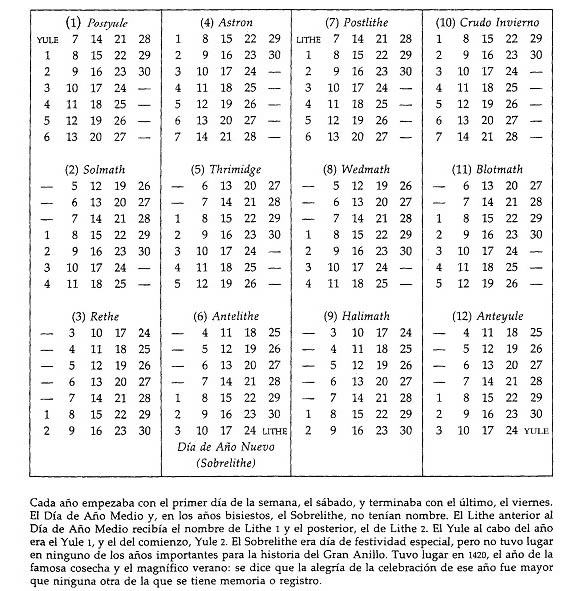 (1) Postyule
YULE 7 14 21 28
1 8 15 22 29
2 9 16 23 30
3 10 17 24 —
4 11 18 25 —
5 12 19 26 —
6 13 20 27 —
(2) Solmath
— 5 12 19 26
— 6 13 20 27
— 7 14 21 28
1 8 15 22 29
2 9 16 23 30
3 10 17 24 —
4 11 18 25 —
(3) Rethe
— 3 10 17 24
— 4 11 18 25
— 5 12 19 26
— 6 13 20 27
— 7 14 21 28
1 8 15 22 29
2 9 16 23 30
(4) Astron
1 8 15 22 29
2 9 16 23 30
3 10 17 24 —
4 11 18 25 —
5 12 19 26 —
6 13 20 27 —
7 14 21 28 —
(5) Thrimidge
— 6 13 20 27
— 7 14 21 28
1 8 15 22 29
2 9 16 23 30
3 10 17 24 —
4 11 18 25 —
5 12 19 26 —
(6) Antelithe
— 4 11 18 25
— 5 12 19 26
— 6 13 20 27
— 7 14 21 28
1 8 15 22 29
2 9 16 23 30
3 10 17 24 LITHE
Día de Año Nuevo
(Sobrelithe)
(7) Postlithe
LITHE 7 14 21 28
1 8 15 22 29
2 9 16 23 30
3 10 17 24 —
4 11 18 25 —
5 12 19 26 —
6 13 20 27 —
(8) Wedmath
— 5 12 19 26
— 6 13 20 27
— 7 14 21 28
1 8 15 22 29
2 9 16 23 30
3 10 17 24 —
4 11 18 25 —
(9) Halimath
— 3 10 17 24
— 4 11 18 25
— 5 12 19 26
— 6 13 20 27
— 7 14 21 28
1 8 15 22 29
2 9 16 23 30
(10) Crudo Invierno
1 8 15 22 29
2 9 16 23 30
3 10 17 24 —
4 11 18 25 —
5 12 19 26 —
6 13 20 27 —
7 14 21 28 —
(11) Blotmath
— 6 13 20 27
— 7 14 21 28
1 8 15 22 29
2 9 16 23 30
3 10 17 24 —
4 11 18 25 —
5 12 19 26 —
(12) Anteyule
— 4 11 18 25
— 5 12 19 26
— 6 13 20 27
— 7 14 21 28
1 8 15 22 29
2 9 16 23 30
3 10 17 24 YULE
Cada año empezaba con el primer día de la semana, el sábado, y terminaba con el último, el viernes.
El Día de Año Medio y, en los años bisiestos, el Sobrelithe, no tenían nombre. El Lithe anterior al
Día de Año Medio recibía el nombre de Lithe 1 y el posterior, el de Lithe 2. El Yule al cabo del año
era el Yule 1, y el del comienzo, Yule 2. El Sobrelithe era día de festividad especial, pero no tuvo lugar
en ninguno de los años importantes para la historia del Gran Anillo. Tuvo lugar en 1420, el año de la
famosa cosecha y el magnífico verano: se dice que la alegría de la celebración de ese año fue mayor
que ninguna otra de la que se tiene memoria o registro.